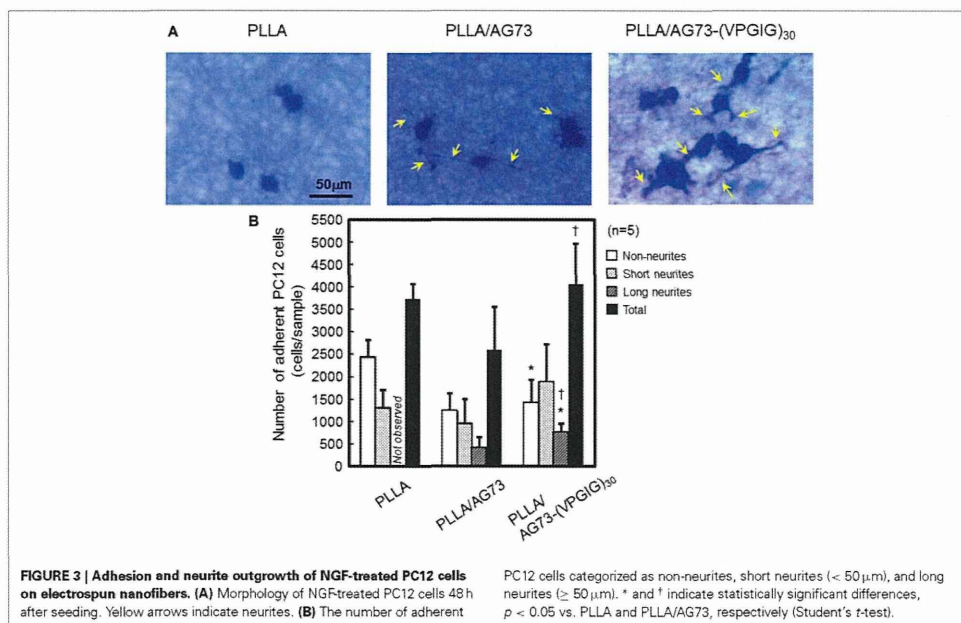 A
PLLA
PLLA/AG73
PLLA/AG73-(VPGIG)30
50μm
B
Number of adherent PC12 cells
(cells/sample)
5500
5000
4500
4000
3500
3000
2500
2000
1500
1000
500
0
Not observed
*
†
*
†
(n=5)
Non-neurites
Short neurites
Long neurites
Total
PLLA
PLLA/AG73
PLLA/
AG73-(VPGIG)30
FIGURE 3 | Adhesion and neurite outgrowth of NGF-treated PC12 cells
on electrospun nanofibers. (A) Morphology of NGF-treated PC12 cells 48 h
after seeding. Yellow arrows indicate neurites. (B) The number of adherent
PC12 cells categorized as non-neurites, short neurites (< 50 μm), and long
neurites (≥ 50 μm). * and † indicate statistically significant differences,
p < 0.05 vs. PLLA and PLLA/AG73, respectively (Student's t-test).